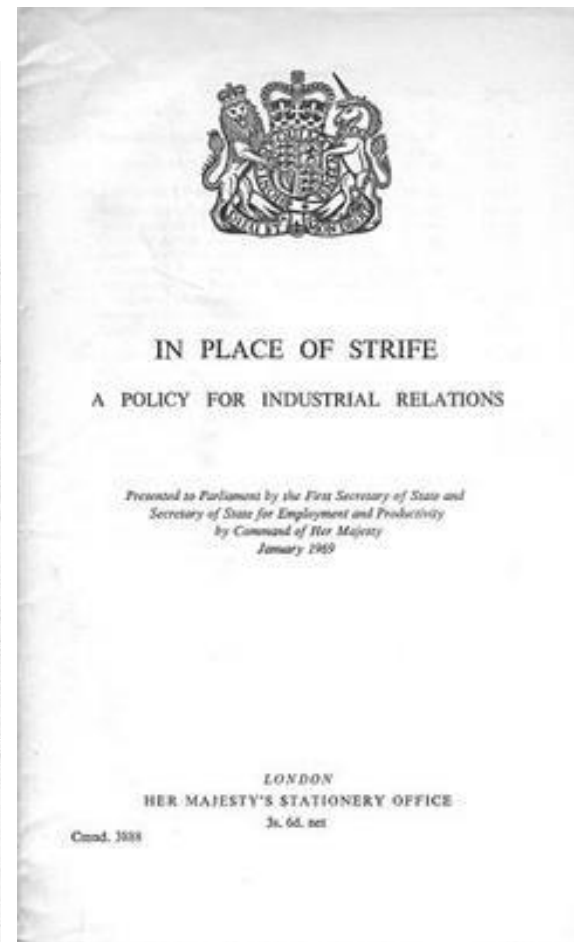 IN PLACE OF STRIFE
A POLICY FOR INDUSTRIAL RELATIONS
Presented to Parliament by the First Secretary of State and
Secretary of State for Employment and Productivity
by Command of Her Majesty
January 1969
LONDON
HER MAJESTY'S STATIONERY OFFICE
3s. 6d. net
Cmnd. 3888